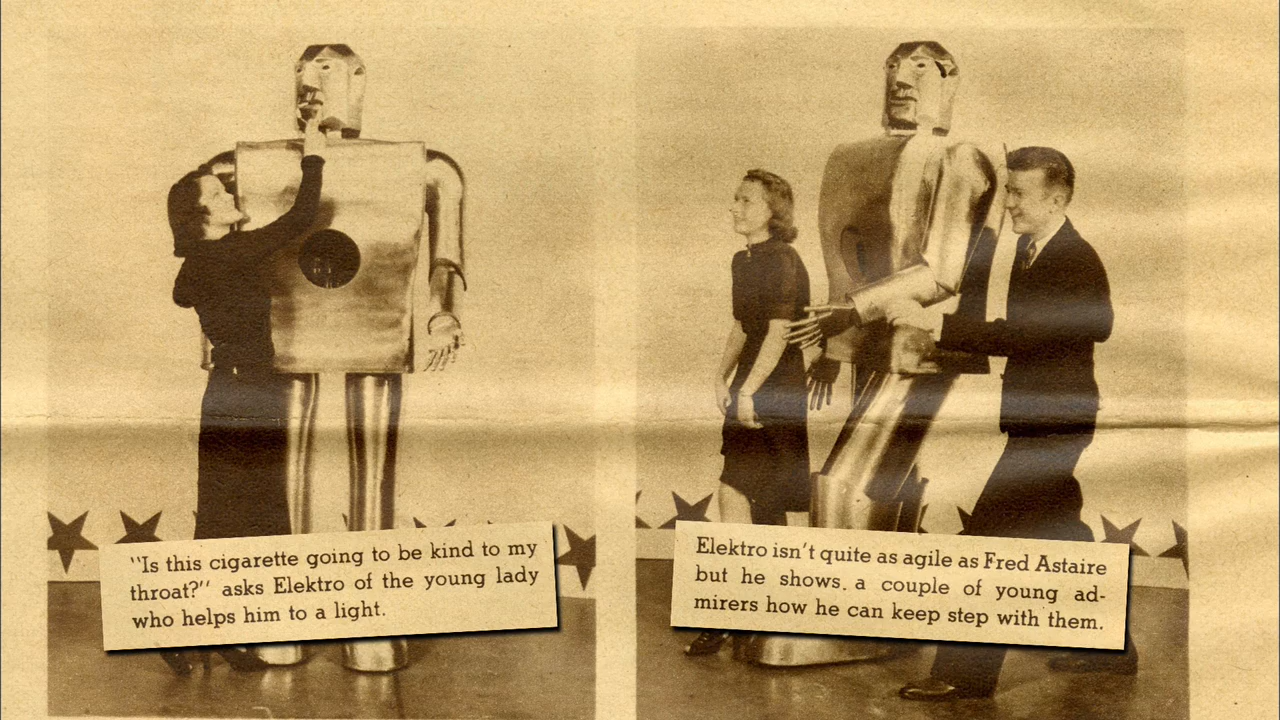 "Is this cigarette going to be kind to my
throat?" asks Elektro of the young lady
who helps him to a light.
Elektro isn't quite as agile as Fred Astaire
but he shows. a couple of young ad-
mirers how he can keep step with them.